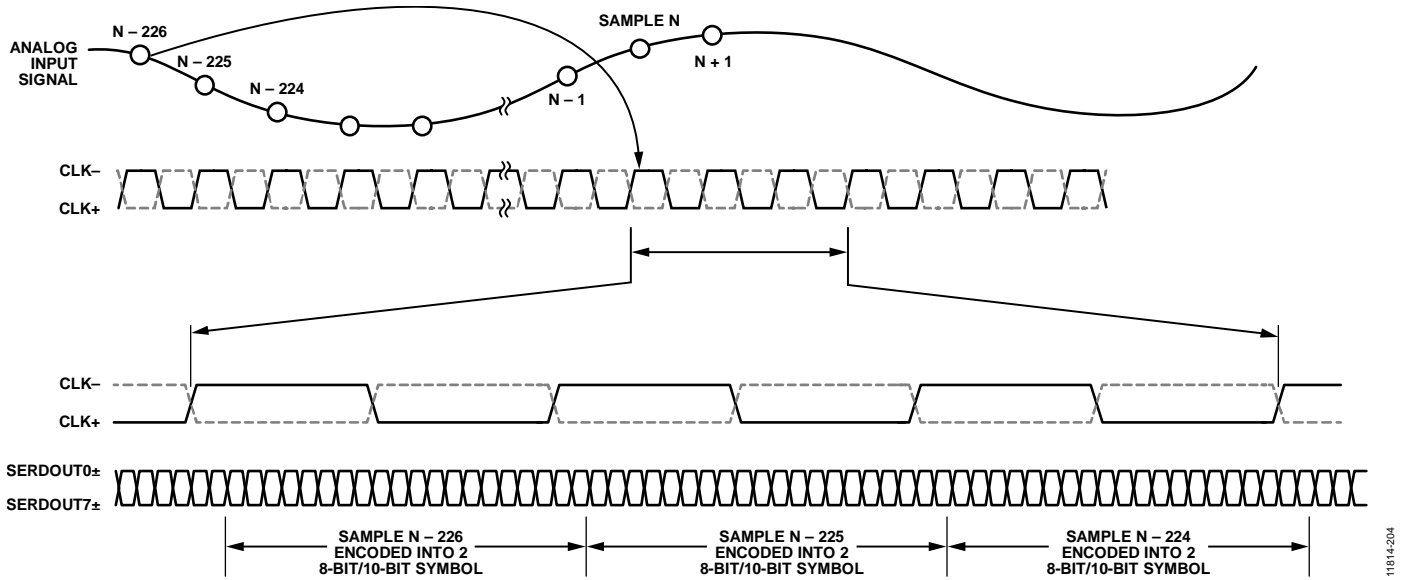 N – 226
SAMPLE N
ANALOG
INPUT
SIGNAL
N – 225
N + 1
N – 224
N – 1
CLK–
CLK+
CLK–
CLK+
SERDOUT0±
SERDOUT7±
SAMPLE N – 226
ENCODED INTO 2
8-BIT/10-BIT SYMBOL
SAMPLE N – 225
ENCODED INTO 2
8-BIT/10-BIT SYMBOL
SAMPLE N – 224
ENCODED INTO 2
8-BIT/10-BIT SYMBOL
11814-204